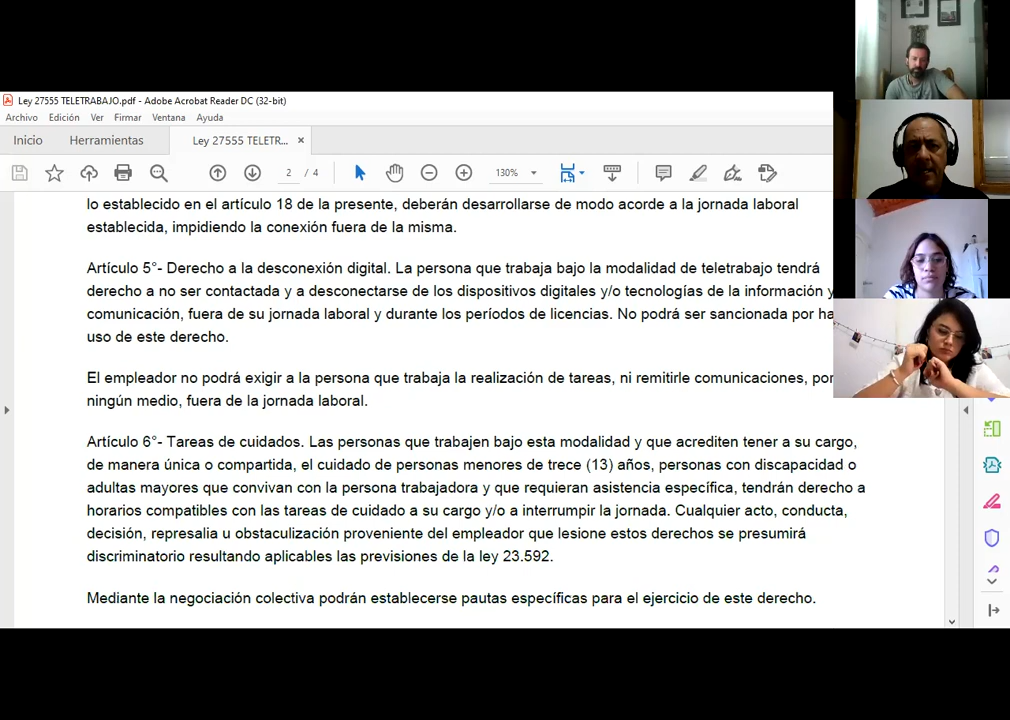 Ley 27555 TELETRABAJO.pdf - Adobe Acrobat Reader DC (32-bit)
Archivo Edición Ver Firmar Ventana Ayuda
Inicio Herramientas Ley 27555 TELETR... ×
2 / 4 130%
lo establecido en el artículo 18 de la presente, deberán desarrollarse de modo acorde a la jornada laboral
establecida, impidiendo la conexión fuera de la misma.
Artículo 5°- Derecho a la desconexión digital. La persona que trabaja bajo la modalidad de teletrabajo tendrá
derecho a no ser contactada y a desconectarse de los dispositivos digitales y/o tecnologías de la información y
comunicación, fuera de su jornada laboral y durante los períodos de licencias. No podrá ser sancionada por ha
uso de este derecho.
El empleador no podrá exigir a la persona que trabaja la realización de tareas, ni remitirle comunicaciones, por
ningún medio, fuera de la jornada laboral.
Artículo 6°- Tareas de cuidados. Las personas que trabajen bajo esta modalidad y que acrediten tener a su cargo,
de manera única o compartida, el cuidado de personas menores de trece (13) años, personas con discapacidad o
adultas mayores que convivan con la persona trabajadora y que requieran asistencia específica, tendrán derecho a
horarios compatibles con las tareas de cuidado a su cargo y/o a interrumpir la jornada. Cualquier acto, conducta,
decisión, represalia u obstaculización proveniente del empleador que lesione estos derechos se presumirá
discriminatorio resultando aplicables las previsiones de la ley 23.592.
Mediante la negociación colectiva podrán establecerse pautas específicas para el ejercicio de este derecho.